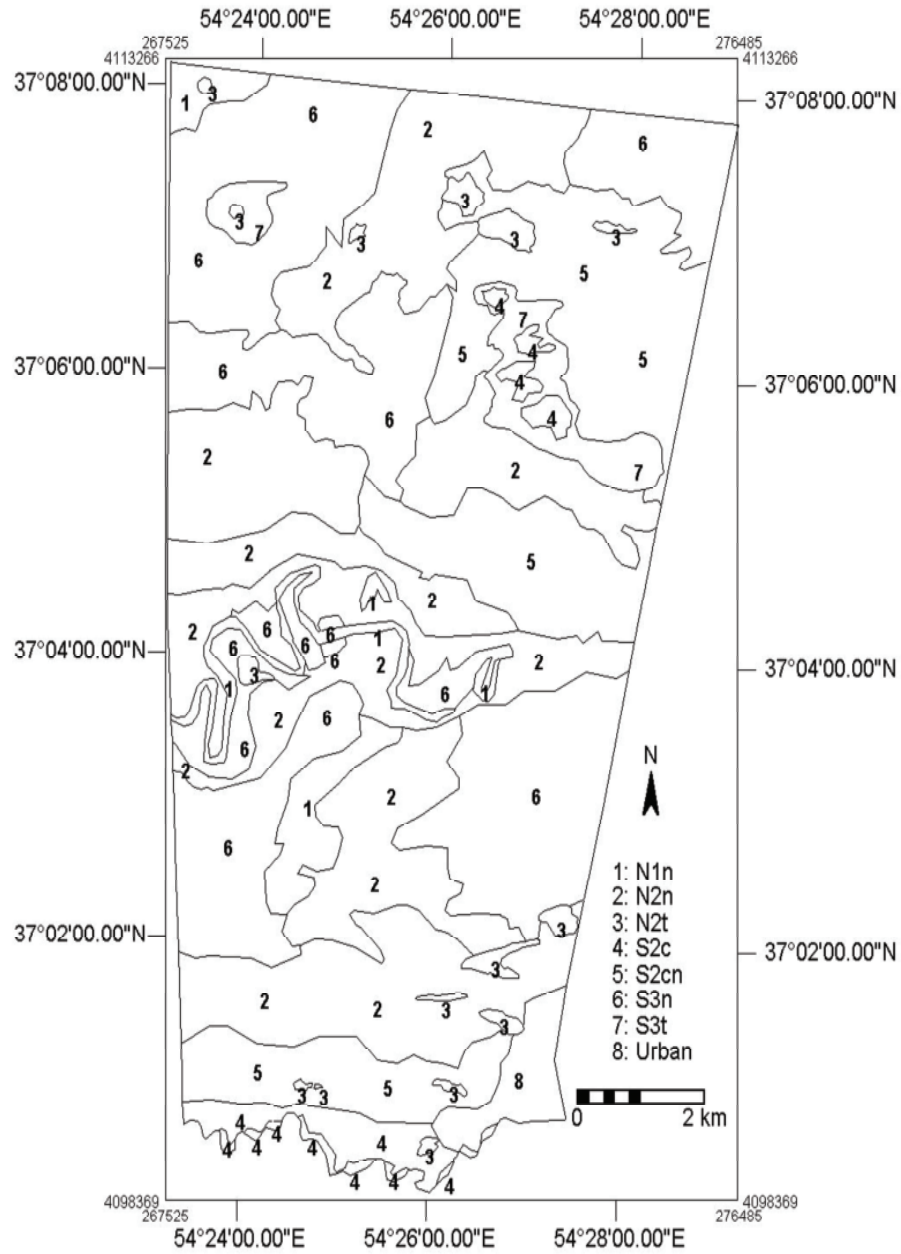 54°24'00.00"E 54°26'00.00"E 54°28'00.00"E
267525 276485
4113266 4113266
37°08'00.00"N 37°08'00.00"N
3
1 6 2 6
3 3
3 7 3 3
6 2 5
4 7
5 4 5
6 4
6 4
2 2 7
37°06'00.00"N 37°06'00.00"N
2 5
1 2
2 6 6 6 1
6 6 2 2
3 1 6 1
37°04'00.00"N 37°04'00.00"N
2 6
6
2
N
1 2 6
6
2
1: N1n
2: N2n
3: N2t
4: S2c
5: S2cn
6: S3n
7: S3t
8: Urban
3
37°02'00.00"N 37°02'00.00"N
3
2 2 3
3
5 5 8
3 3 3
0 2 km
4 4 4
4 4 4 3
4 4 4
4098369 4098369
267525 276485
54°24'00.00"E 54°26'00.00"E 54°28'00.00"E